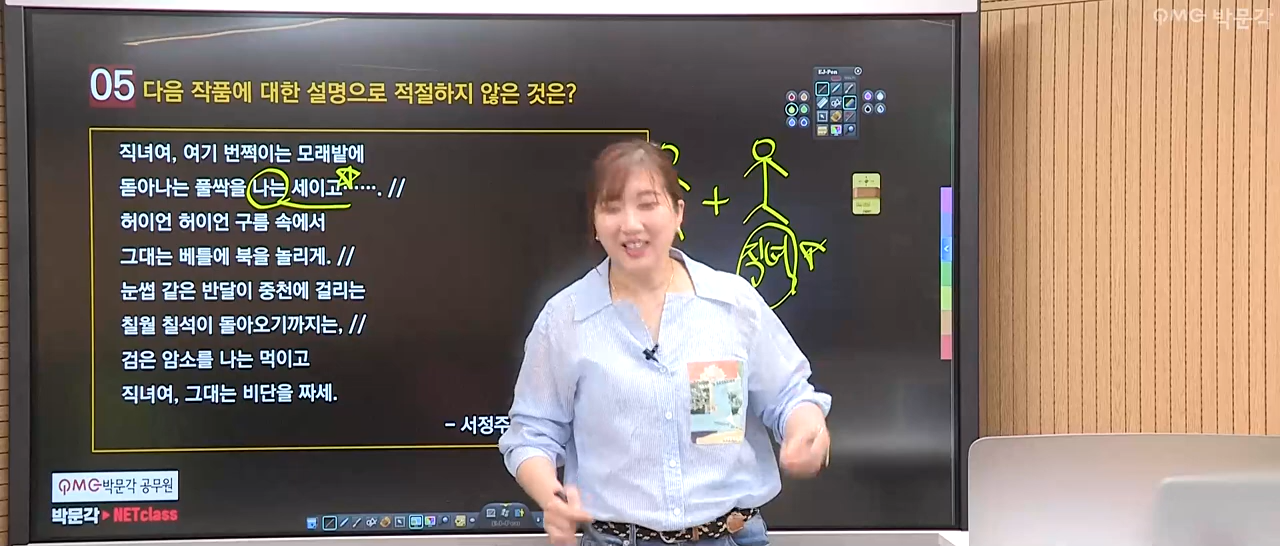 QMG 박문각
05 다음 작품에 대한 설명으로 적절하지 않은 것은?
EJ-Pen
직녀여, 여기 번쩍이는 모래밭에
돋아나는 풀싹을 나는 세이고……. //
허이언 허이언 구름 속에서
그대는 베틀에 북을 놀리게. //
눈썹 같은 반달이 중천에 걸리는
칠월 칠석이 돌아오기까지는, //
검은 암소를 나는 먹이고
직녀여, 그대는 비단을 짜세.
- 서정주
+
직녀
QMG 박문각 공무원
박문각 ▶ NETclass